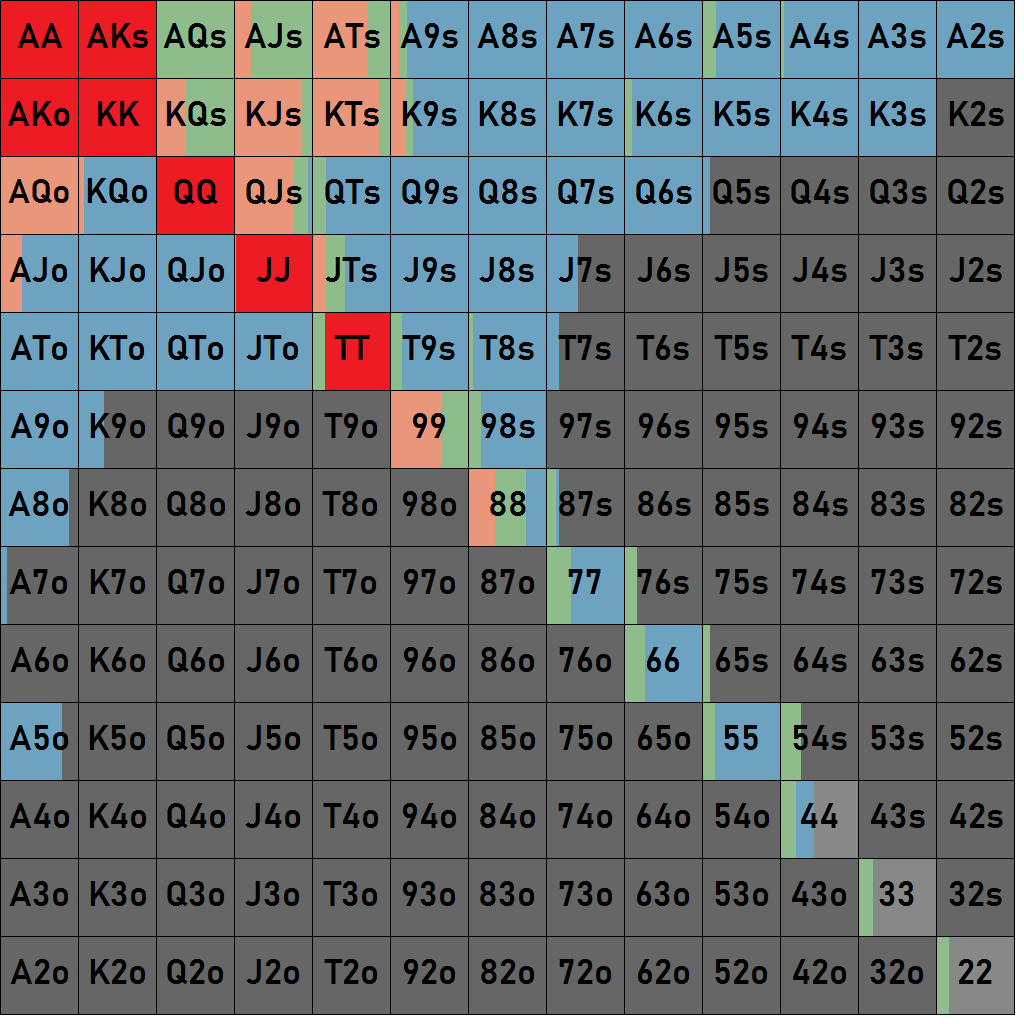 AA AKs AQs AJs ATs A9s A8s A7s A6s A5s A4s A3s A2s
AKo KK KQs KJs KTs K9s K8s K7s K6s K5s K4s K3s K2s
AQo KQo QQ QJs QTs Q9s Q8s Q7s Q6s Q5s Q4s Q3s Q2s
AJo KJo QJo JJ JTs J9s J8s J7s J6s J5s J4s J3s J2s
ATo KTo QTo JTo TT T9s T8s T7s T6s T5s T4s T3s T2s
A9o K9o Q9o J9o T9o 99 98s 97s 96s 95s 94s 93s 92s
A8o K8o Q8o J8o T8o 98o 88 87s 86s 85s 84s 83s 82s
A7o K7o Q7o J7o T7o 97o 87o 77 76s 75s 74s 73s 72s
A6o K6o Q6o J6o T6o 96o 86o 76o 66 65s 64s 63s 62s
A5o K5o Q5o J5o T5o 95o 85o 75o 65o 55 54s 53s 52s
A4o K4o Q4o J4o T4o 94o 84o 74o 64o 54o 44 43s 42s
A3o K3o Q3o J3o T3o 93o 83o 73o 63o 53o 43o 33 32s
A2o K2o Q2o J2o T2o 92o 82o 72o 62o 52o 42o 32o 22